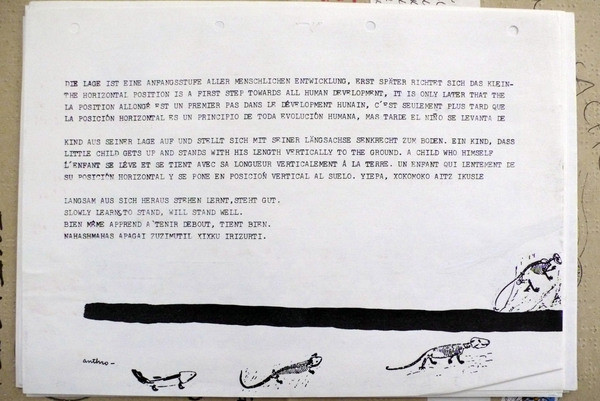 DIE LAGE IST EINE ANFANGSSTUFE ALLER MENSCHLICHEN ENTWICKLUNG, ERST SPÄTER RICHTET SICH DAS KLEIN-
THE HORIZONTAL POSITION IS A FIRST STEP TOWARDS ALL HUMAN DEVELOPMENT, IT IS ONLY LATER THAT THE
LA POSITION ALLONGÉ EST UN PREMIER PAS DANS LE DÉVELOPMENT HUNAIN, C'EST SEULEMENT PLUS TARD QUE
LA POSICIÓN HORIZONTAL ES UN PRINCIPIO DE TODA EVOLUCIÓN HUMANA, MAS TARDE EL NIÑO SE LEVANTA DE
KIND AUS SEINER LAGE AUF UND STELLT SICH MIT SEINER LÄNGSACHSE SENKRECHT ZUM BODEN. EIN KIND, DASS
LITTLE CHILD GETS UP AND STANDS WITH HIS LENGTH VERTICALLY TO THE GROUND. A CHILD WHO HIMSELF
L'ENFANT SE LÈVE ET SE TIENT AVEC SA LONGUEUR VERTICALEMENT Á LA TERRE. UN ENFANT QUI LENTEMENT DE
SU POSICIÓN HORIZONTAL Y SE PONE EN POSICIÓN VERTICAL AL SUELO. YIEPA, XOKOMOKO AITZ IKUSLE
LANGSAM AUS SICH HERAUS STEHEN LERNT,STEHT GUT.
SLOWLY LEARN&TO STAND, WILL STAND WELL.
BIEN MÊME APPREND A'TENIR DEBOUT, TIENT BIEN.
NAHASHMAHAS APAGAI ZUZIMUTIL XIXKU IRIZURTI.